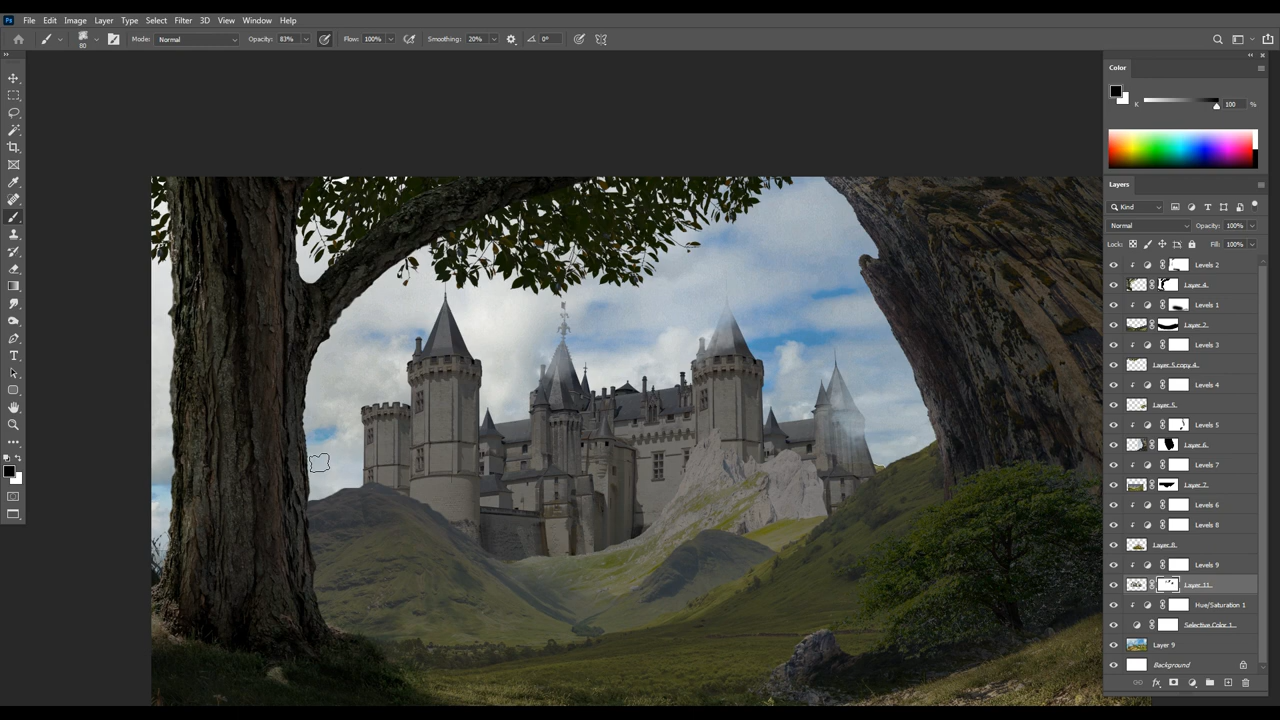 Ps File Edit Image Layer Type Select Filter 3D View Window Help
80 Mode: Normal Opacity: 83% Flow: 100% Smoothing: 20% 0°
Color
K 100 %
Layers
Kind
Normal Opacity: 100%
Lock: Fill: 100%
Levels 2
Layer 4
Levels 1
Layer 2
Levels 3
Layer 5 copy 4
Levels 4
Layer 5
Levels 5
Layer 6
Levels 7
Layer 7
Levels 6
Levels 8
Layer 8
Levels 9
Layer 11
Hue/Saturation 1
Selective Color 1
Layer 9
Background
fx